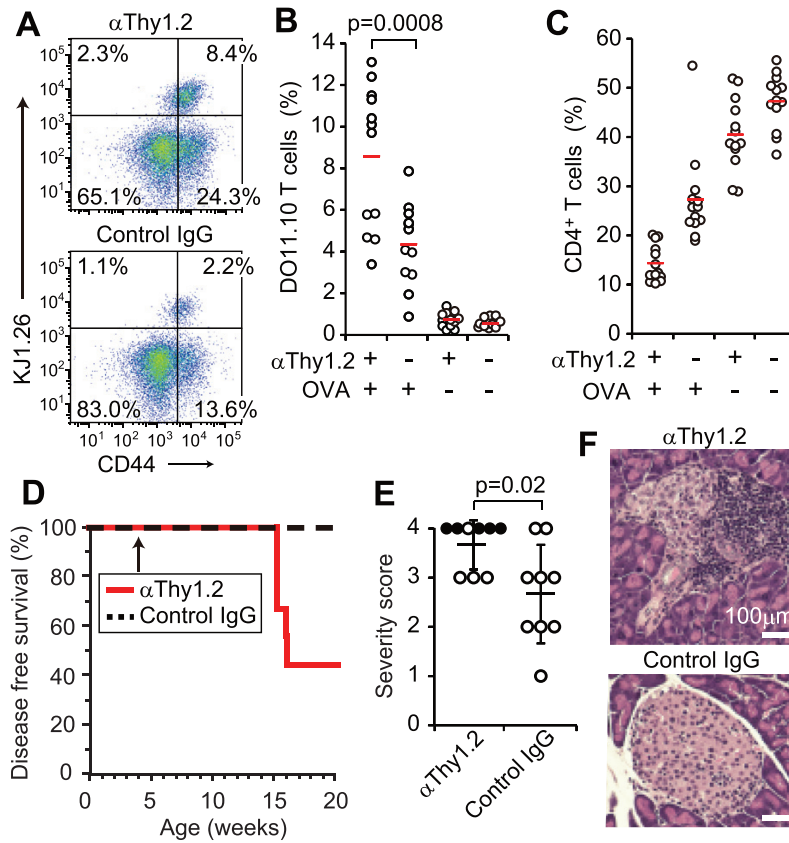 A
αThy1.2
2.3%
8.4%
10⁵
10⁴
10³
10²
10¹
65.1%
24.3%
Control IgG
1.1%
2.2%
10⁵
10⁴
10³
10²
10¹
83.0%
13.6%
10¹ 10² 10³ 10⁴ 10⁵
KJ1.26
CD44
B
p=0.0008
14
12
10
8
6
4
2
0
DO11.10 T cells (%)
αThy1.2 + - + -
OVA + + - -
C
60
50
40
30
20
10
0
CD4⁺ T cells (%)
αThy1.2 + - + -
OVA + + - -
D
100
80
60
40
20
0
Disease free survival (%)
αThy1.2
Control IgG
0 5 10 15 20
Age (weeks)
E
p=0.02
4
3
2
1
0
Severity score
αThy1.2
Control IgG
F
αThy1.2
100μm
Control IgG